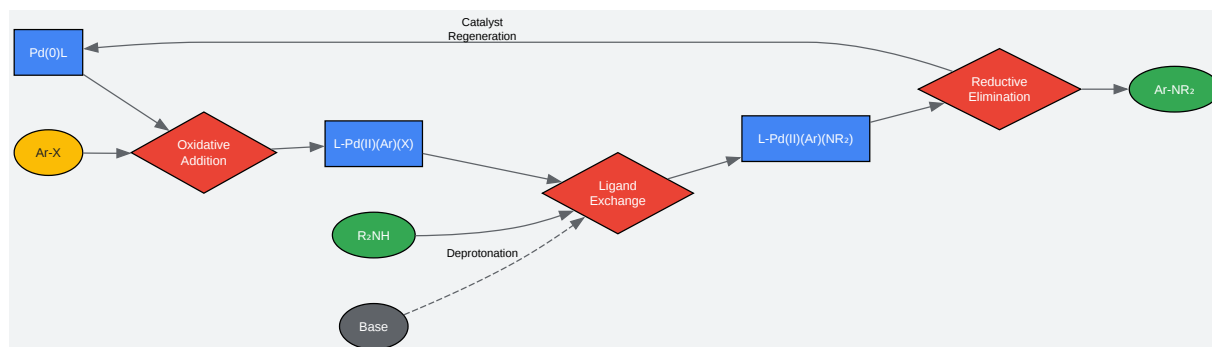 Catalyst
Regeneration
Pd(0)L
Reductive
Elimination
Ar-NR₂
Ar-X
Oxidative
Addition
L-Pd(II)(Ar)(X)
L-Pd(II)(Ar)(NR₂)
Ligand
Exchange
R₂NH
Deprotonation
Base